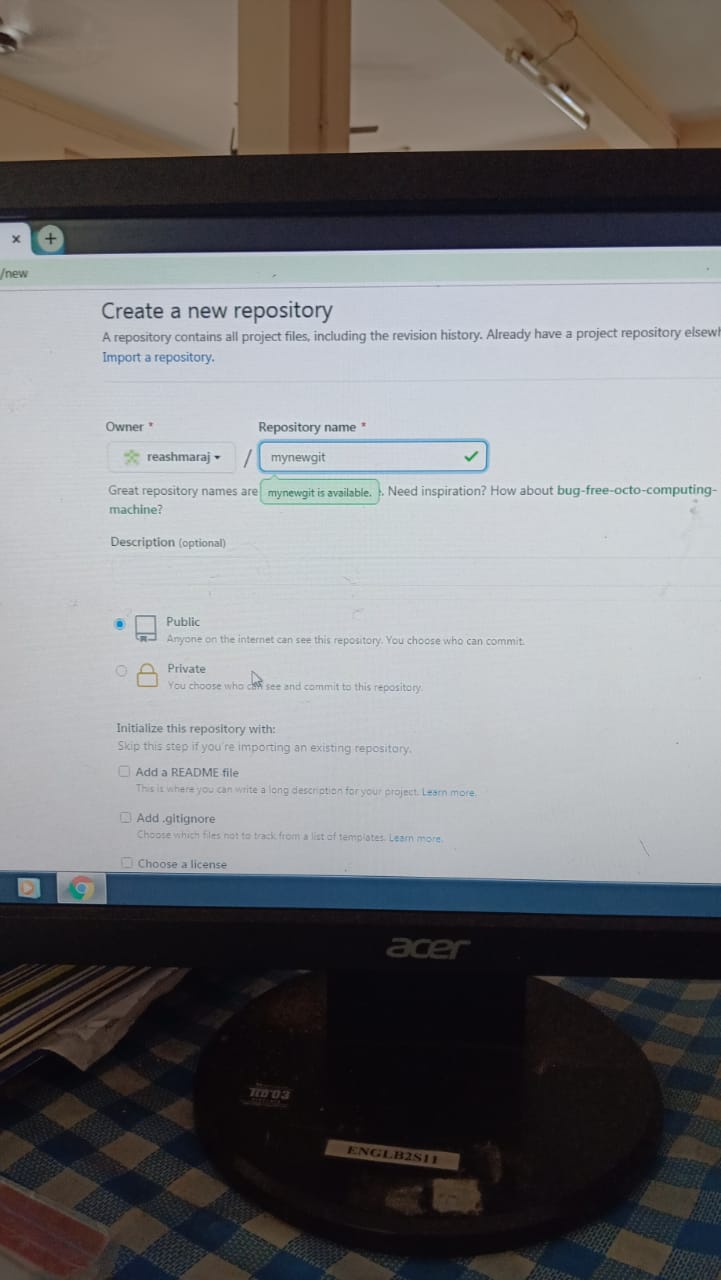 /new
Create a new repository
A repository contains all project files, including the revision history. Already have a project repository
Import a repository.
Owner * Repository name *
reashmaraj / mynewgit
Great repository names are mynewgit is available. Need inspiration? How about bug-free-octo-computing-
machine?
Description (optional)
Public
Anyone on the internet can see this repository. You choose who can commit.
Private
You choose who can see and commit to this repository.
Initialize this repository with:
Skip this step if you're importing an existing repository.
Add a README file
This is where you can write a long description for your project. Learn more.
Add .gitignore
Choose which files not to track from a list of templates. Learn more.
Choose a license
acer
TCO'03
ENGLB2S11